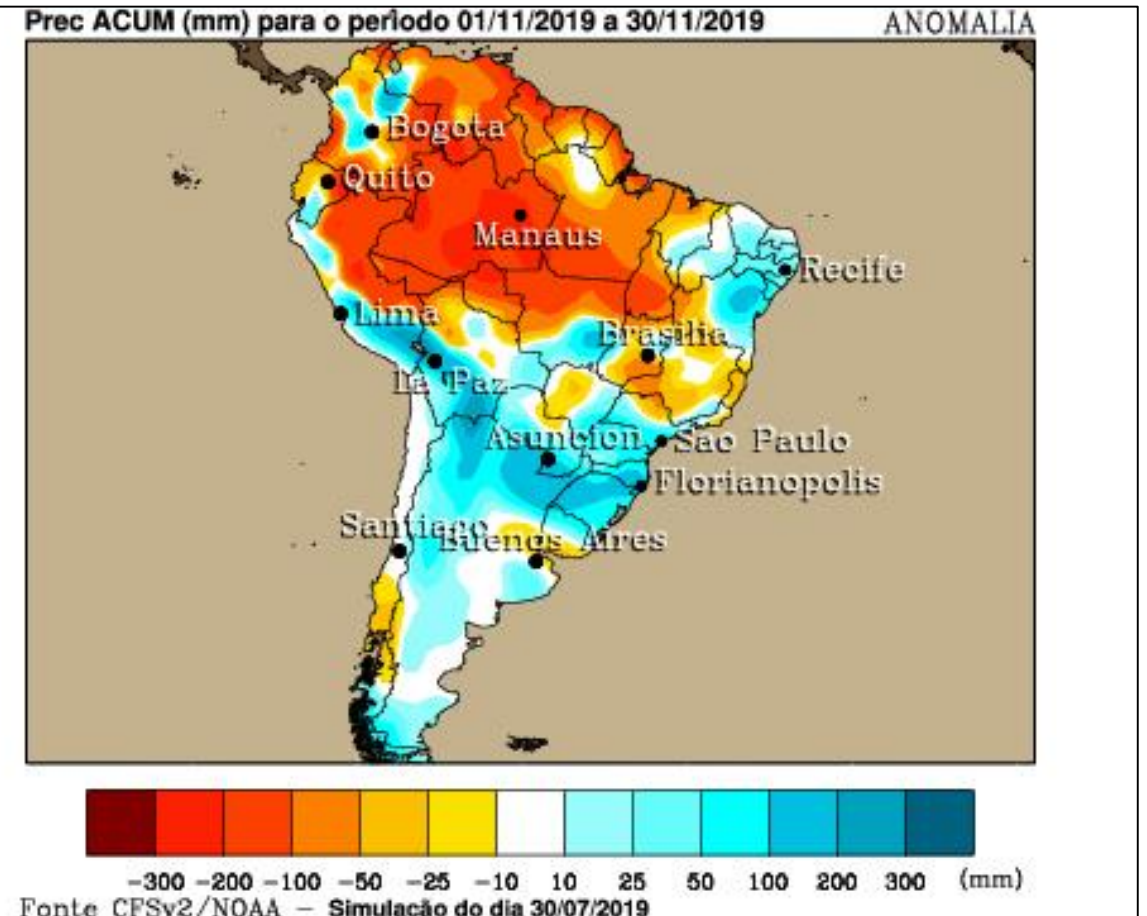 Prec ACUM (mm) para o perìodo 01/11/2019 a 30/11/2019 ANOMALIA
Bogota
Quito
Manaus
Recife
Lima
Brasilia
La Paz
Asuncion
Sao Paulo
Florianopolis
Santiago
Buenos Aires
-300 -200 -100 -50 -25 -10 10 25 50 100 200 300 (mm)
Fonte CFSv2/NOAA – Simulação do dia 30/07/2019